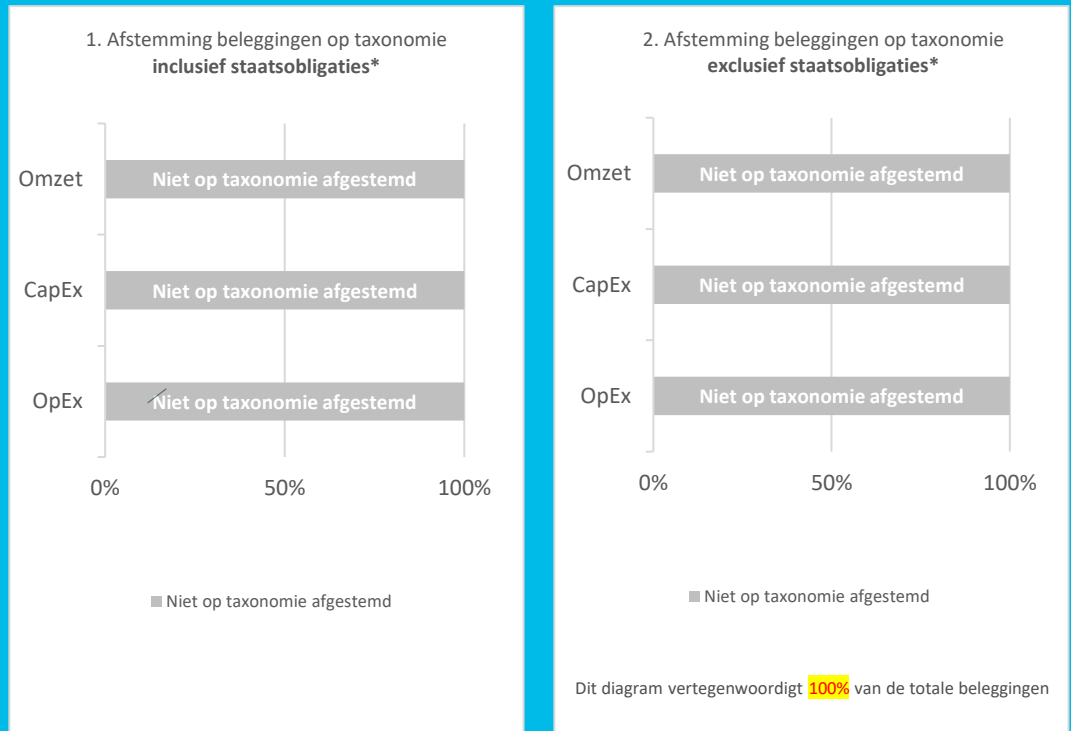 1. Afstemming beleggingen op taxonomie
inclusief staatsobligaties*
Omzet
Niet op taxonomie afgestemd
CapEx
Niet op taxonomie afgestemd
OpEx
Niet op taxonomie afgestemd
0%
50%
100%
Niet op taxonomie afgestemd
2. Afstemming beleggingen op taxonomie
exclusief staatsobligaties*
Omzet
Niet op taxonomie afgestemd
CapEx
Niet op taxonomie afgestemd
OpEx
Niet op taxonomie afgestemd
0%
50%
100%
Niet op taxonomie afgestemd
Dit diagram vertegenwoordigt 100% van de totale beleggingen